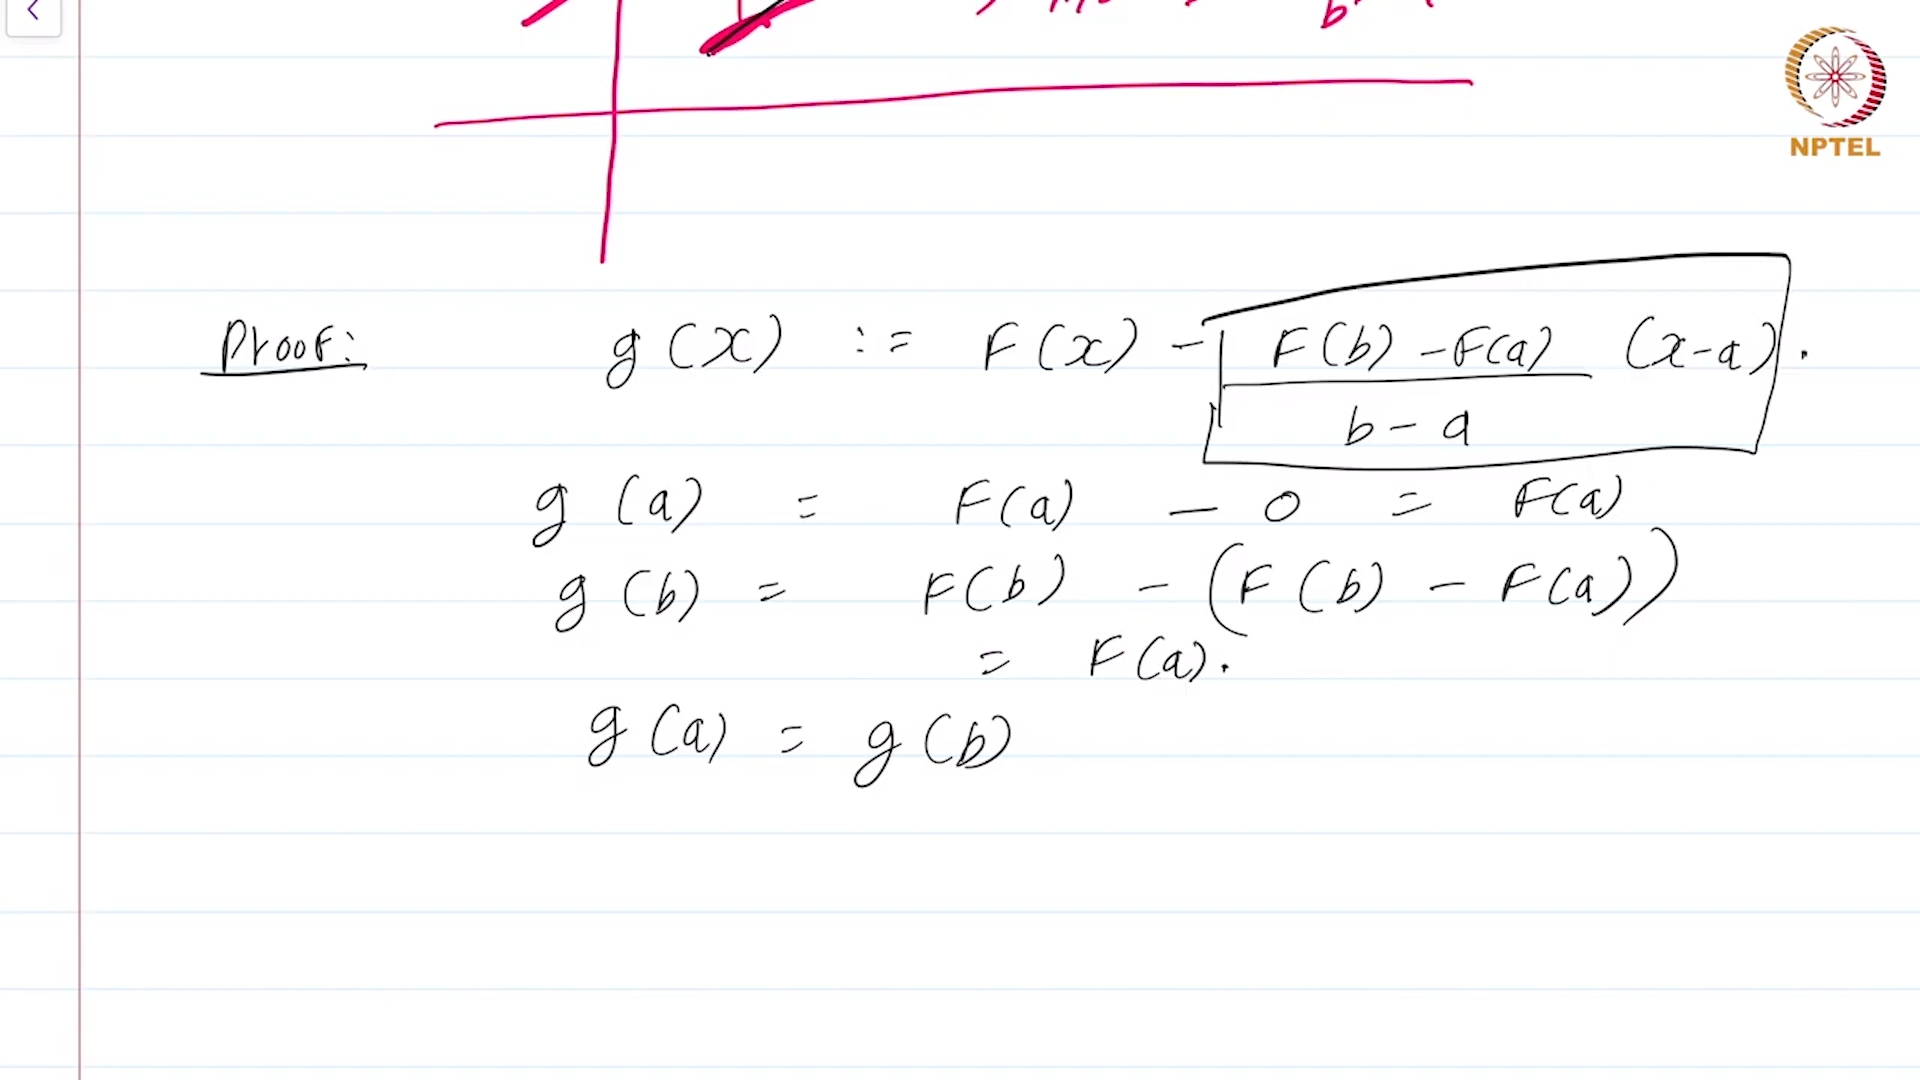 NPTEL
Proof: g(x) := F(x) - F(b) - F(a) / b - a (x-a).
g(a) = F(a) - 0 = F(a)
g(b) = F(b) - (F(b) - F(a))
= F(a).
g(a) = g(b)